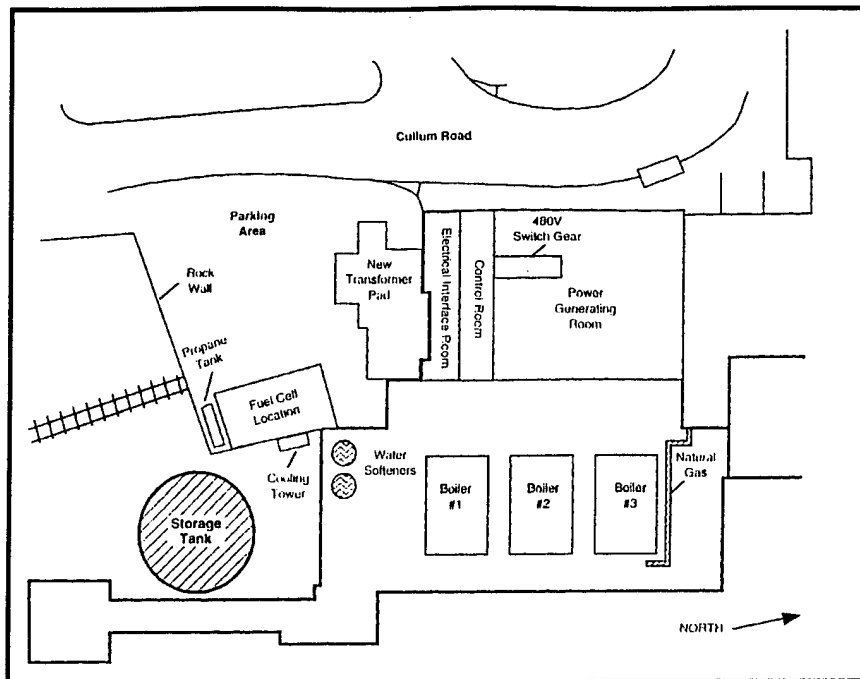 Cullum Road
Parking
Area
480V
Switch Gear
Electrical Interface Room
Control Room
New
Transformer
Pad
Rock
Wall
Power
Generating
Room
Propane
Tank
Fuel Cell
Location
Water
Softeners
Cooling
Tower
Boiler
#1
Boiler
#2
Boiler
#3
Natural
Gas
Storage
Tank
NORTH